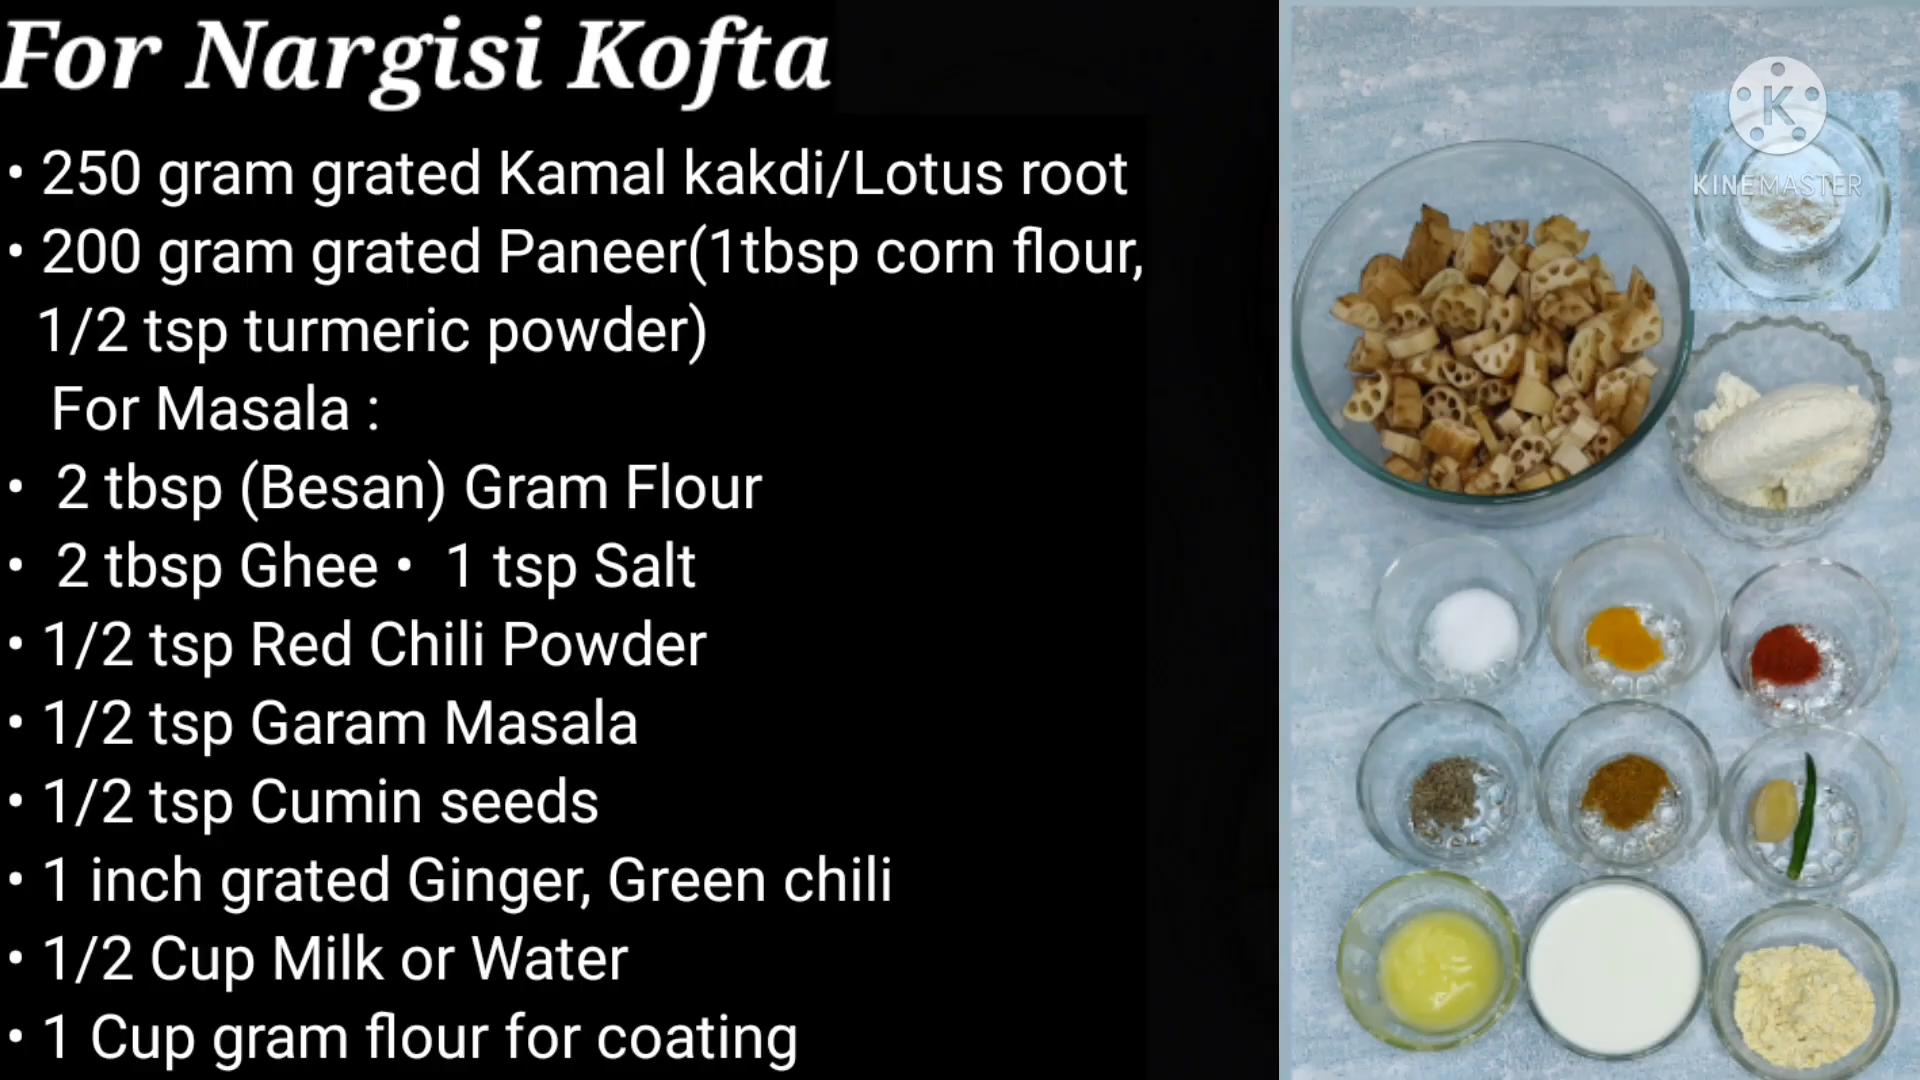 For Nargisi Kofta
• 250 gram grated Kamal kakdi/Lotus root
• 200 gram grated Paneer(1tbsp corn flour,
1/2 tsp turmeric powder)
For Masala :
• 2 tbsp (Besan) Gram Flour
• 2 tbsp Ghee • 1 tsp Salt
• 1/2 tsp Red Chili Powder
• 1/2 tsp Garam Masala
• 1/2 tsp Cumin seeds
• 1 inch grated Ginger, Green chili
• 1/2 Cup Milk or Water
• 1 Cup gram flour for coating
K
KINEMASTER